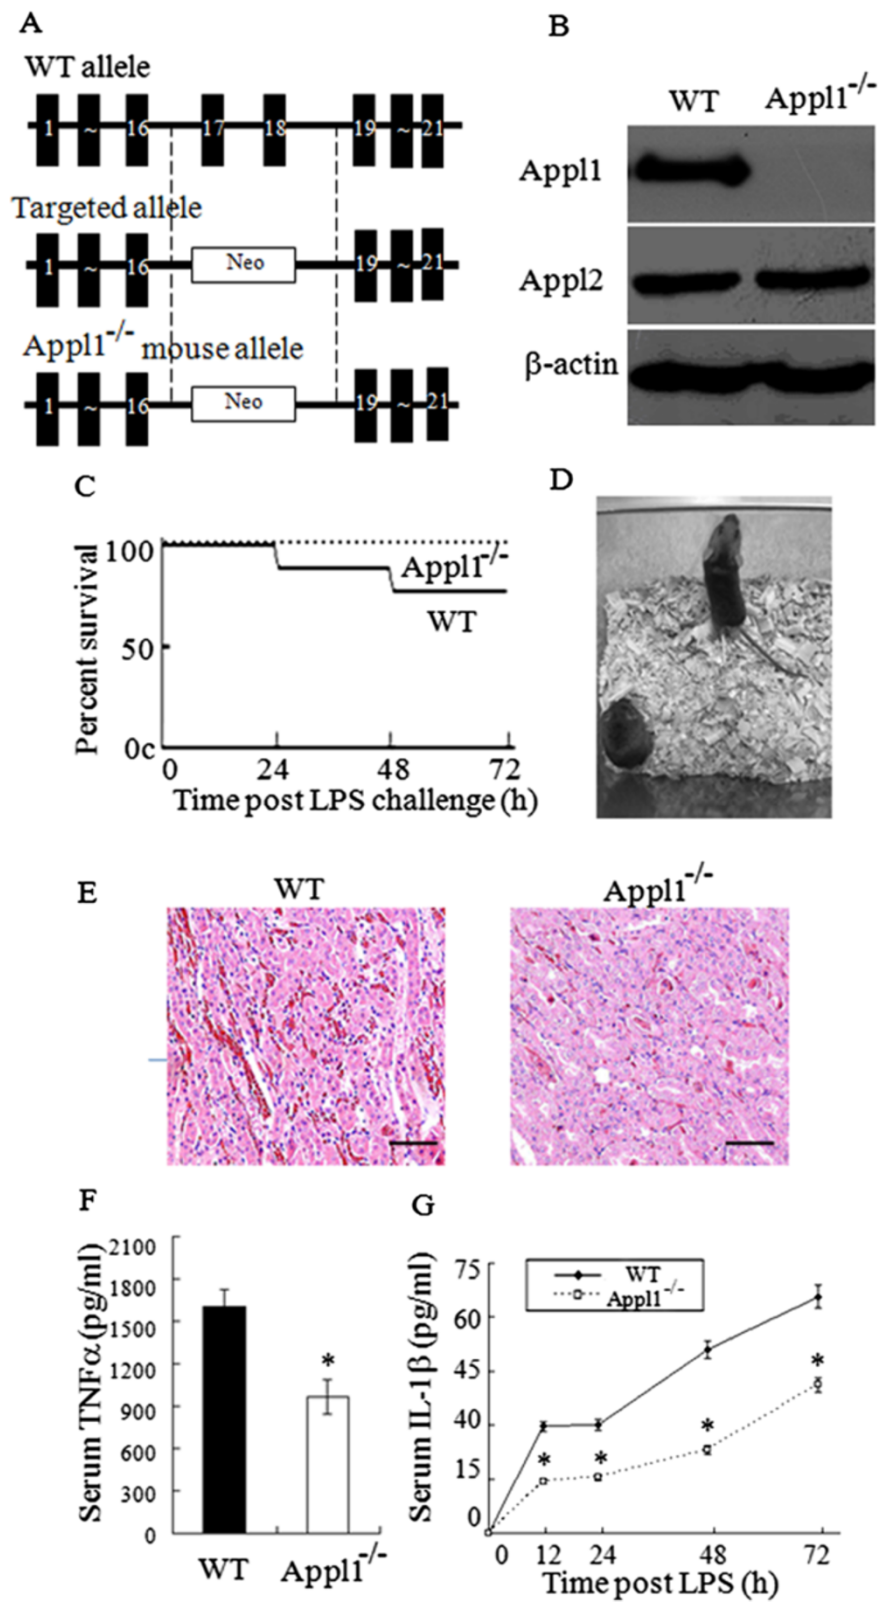 A
WT allele
1 ~ 16 17 18 19 ~ 21
Targeted allele
1 ~ 16 Neo 19 ~ 21
Appl1-/- mouse allele
1 ~ 16 Neo 19 ~ 21
B
WT Appl1-/-
Appl1
Appl2
β-actin
C
Percent survival
100
50
0c
Appl1-/-
WT
0 24 48 72
Time post LPS challenge (h)
D
E
WT Appl1-/-
F
Serum TNFα (pg/ml)
2100
1800
1500
1200
900
600
300
0
*
WT Appl1-/-
G
Serum IL-1β (pg/ml)
75
60
45
40
15
0
WT
Appl1-/-
* * * *
0 12 24 48 72
Time post LPS (h)